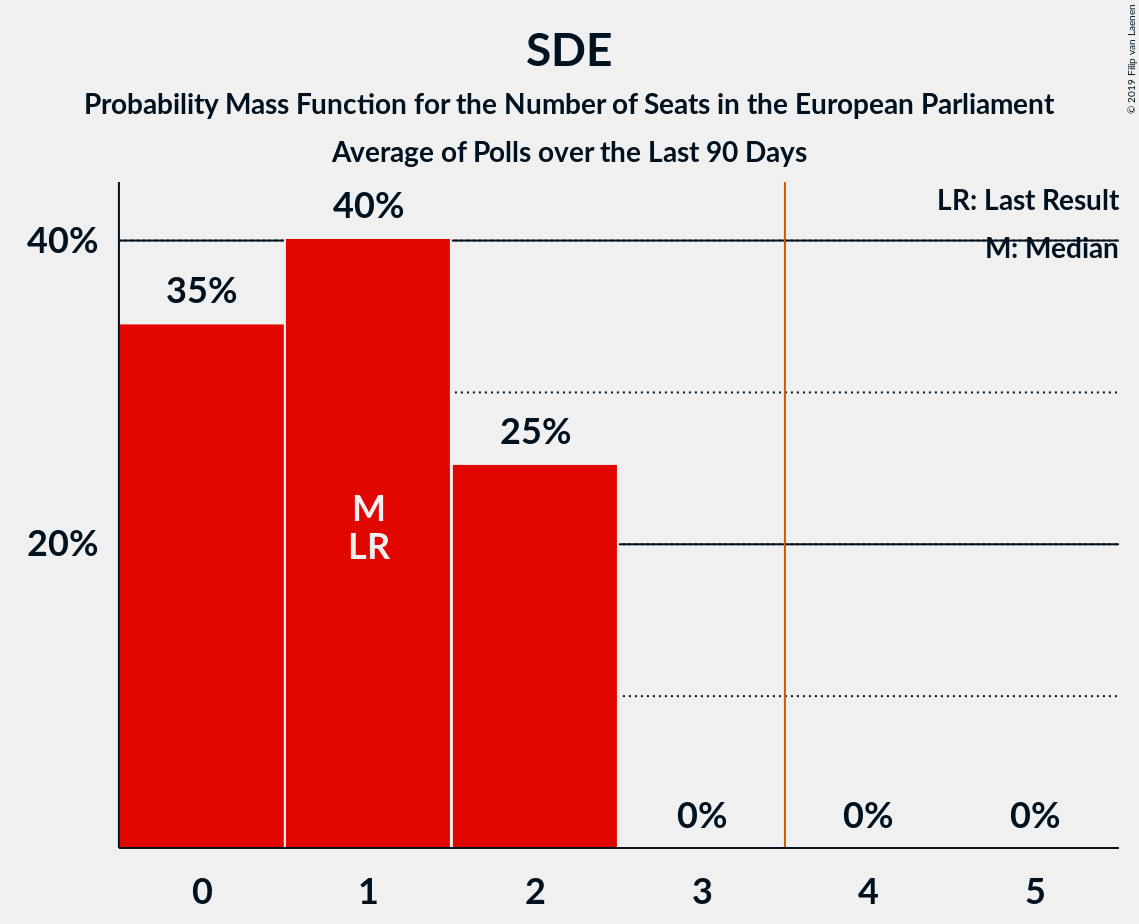 SDE
Probability Mass Function for the Number of Seats in the European Parliament
Average of Polls over the Last 90 Days
© 2019 Filip van Laenen
LR: Last Result
M: Median
40%
20%
35%
40%
25%
0%
0%
0%
M
LR
0
1
2
3
4
5